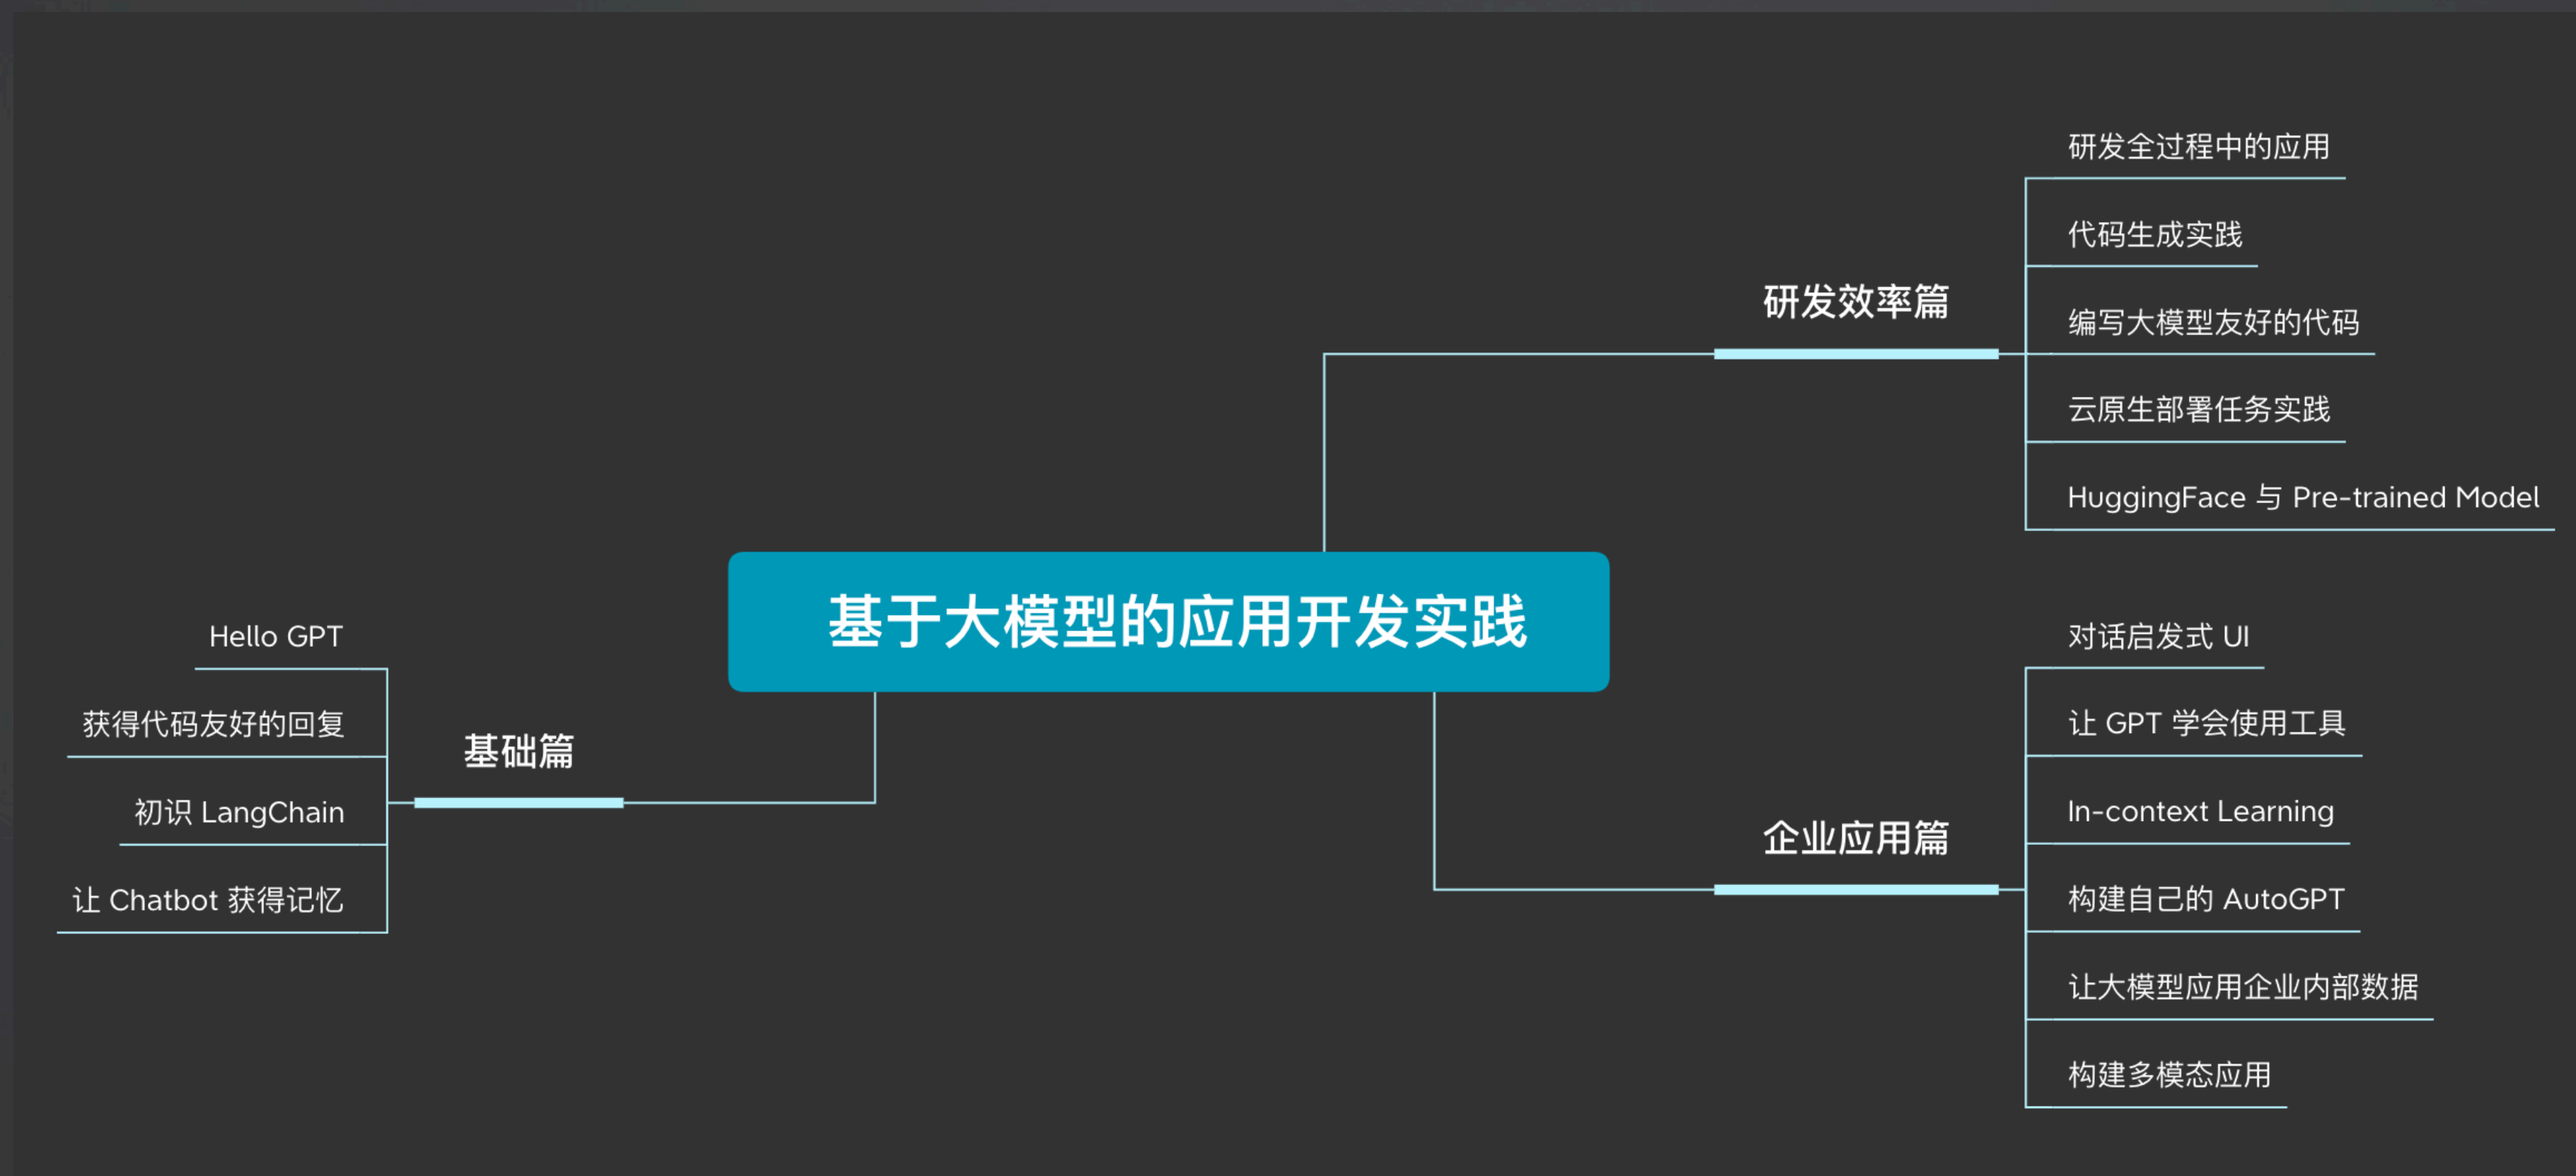 基于大模型的应用开发实践
研发效率篇
研发全过程中的应用
代码生成实践
编写大模型友好的代码
云原生部署任务实践
HuggingFace 与 Pre-trained Model
企业应用篇
对话启发式 UI
让 GPT 学会使用工具
In-context Learning
构建自己的 AutoGPT
让大模型应用企业内部数据
构建多模态应用
基础篇
Hello GPT
获得代码友好的回复
初识 LangChain
让 Chatbot 获得记忆